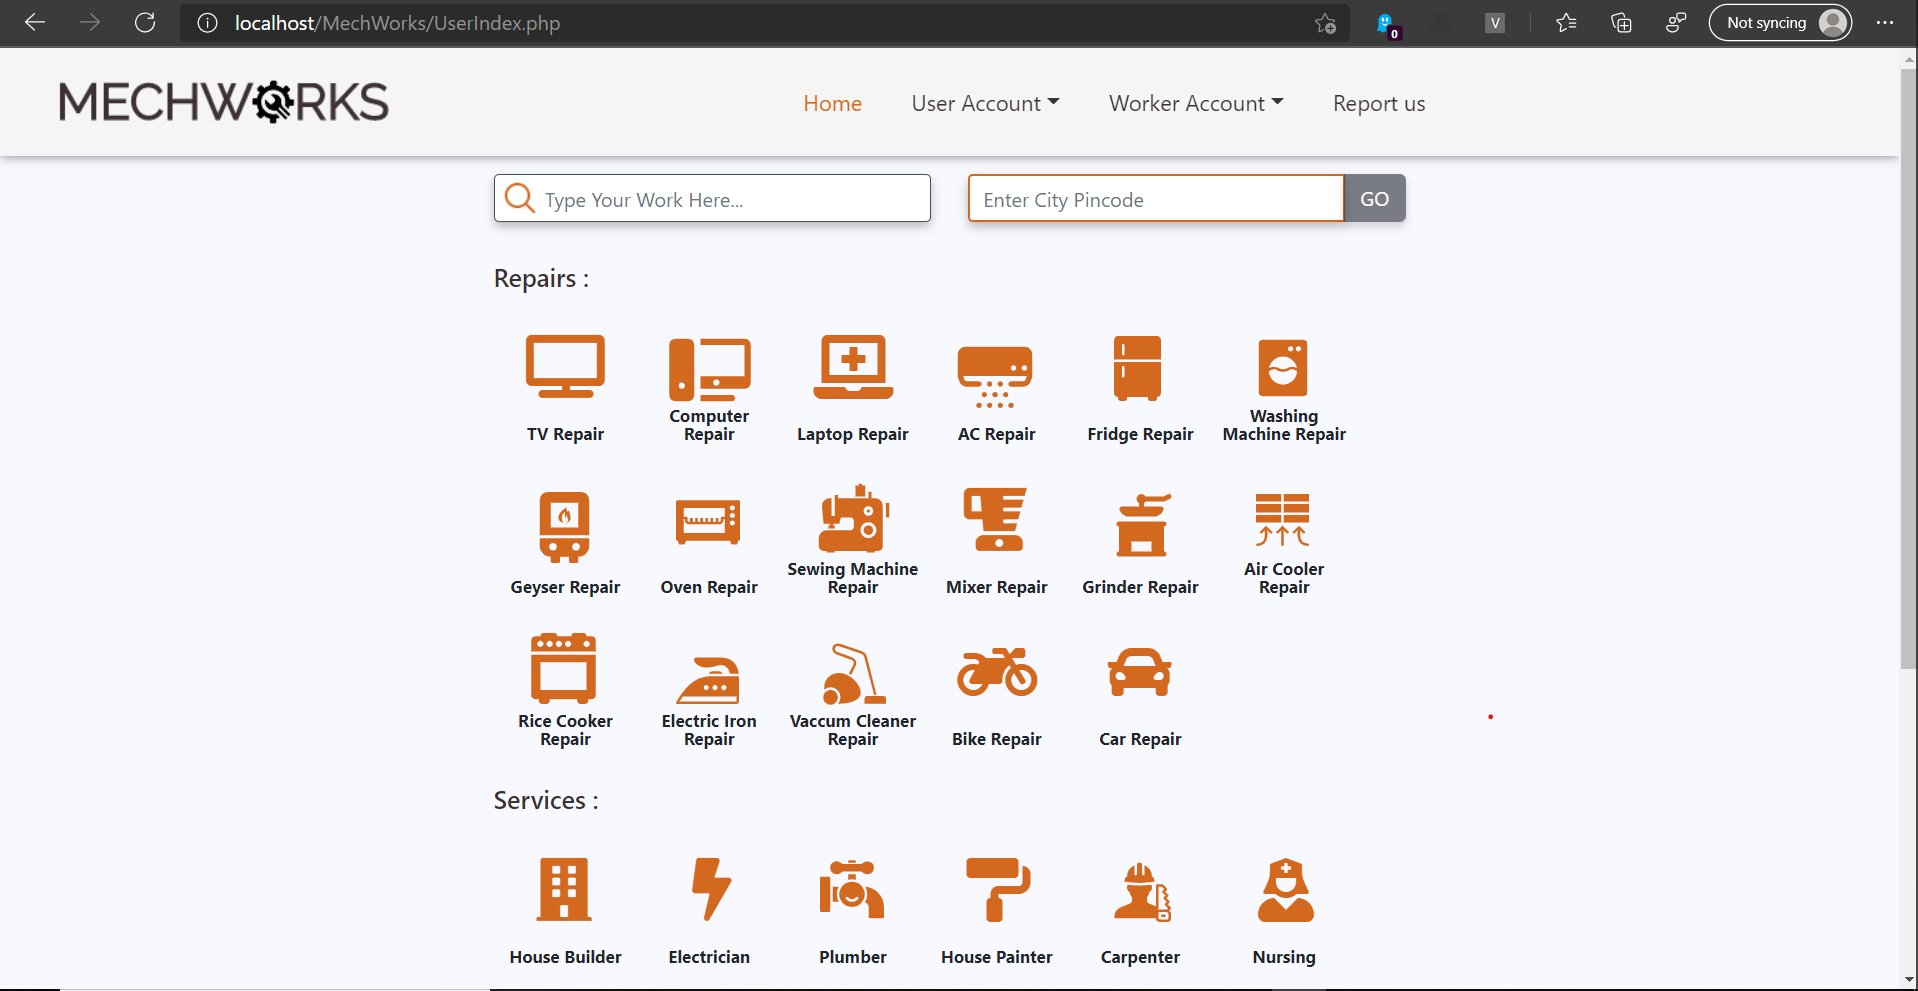 localhost/MechWorks/UserIndex.php
0
V
Not syncing
MECHWORKS
Home
User Account
Worker Account
Report us
Type Your Work Here...
Enter City Pincode
GO
Repairs :
TV Repair
Computer
Repair
Laptop Repair
AC Repair
Fridge Repair
Washing
Machine Repair
Geyser Repair
Oven Repair
Sewing Machine
Repair
Mixer Repair
Grinder Repair
Air Cooler
Repair
Rice Cooker
Repair
Electric Iron
Repair
Vaccum Cleaner
Repair
Bike Repair
Car Repair
Services :
House Builder
Electrician
Plumber
House Painter
Carpenter
Nursing